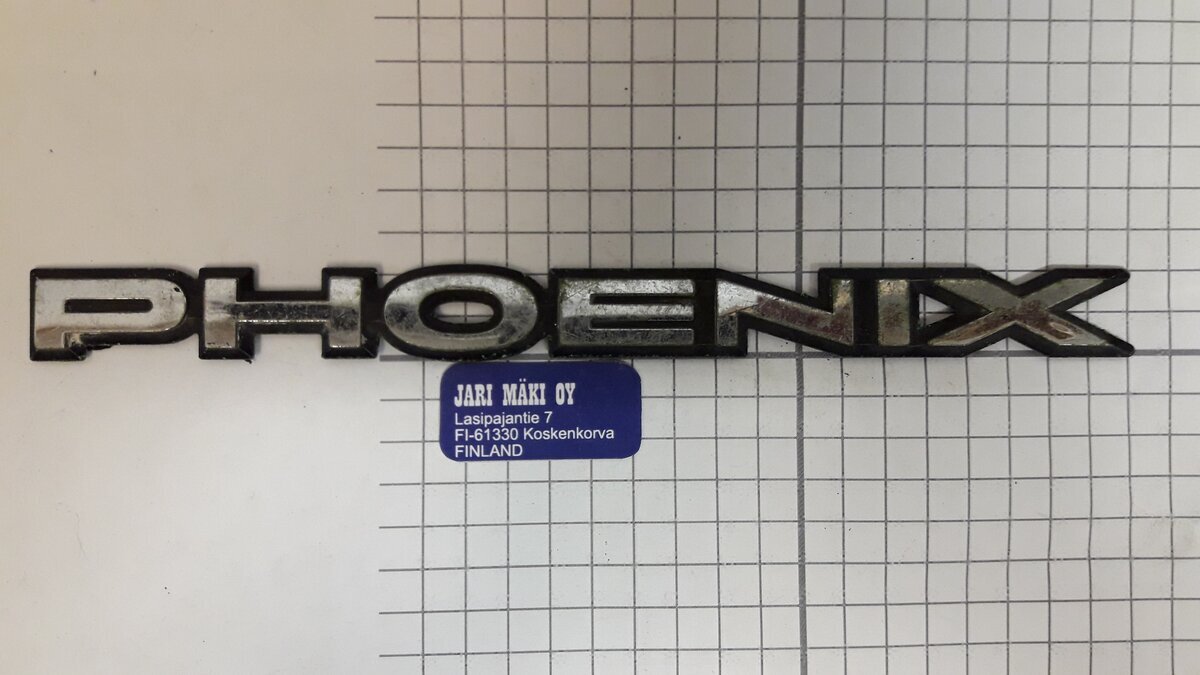 PHOENIX
JARI MÄKI OY
Lasipajantie 7
FI-61330 Koskenkorva
FINLAND